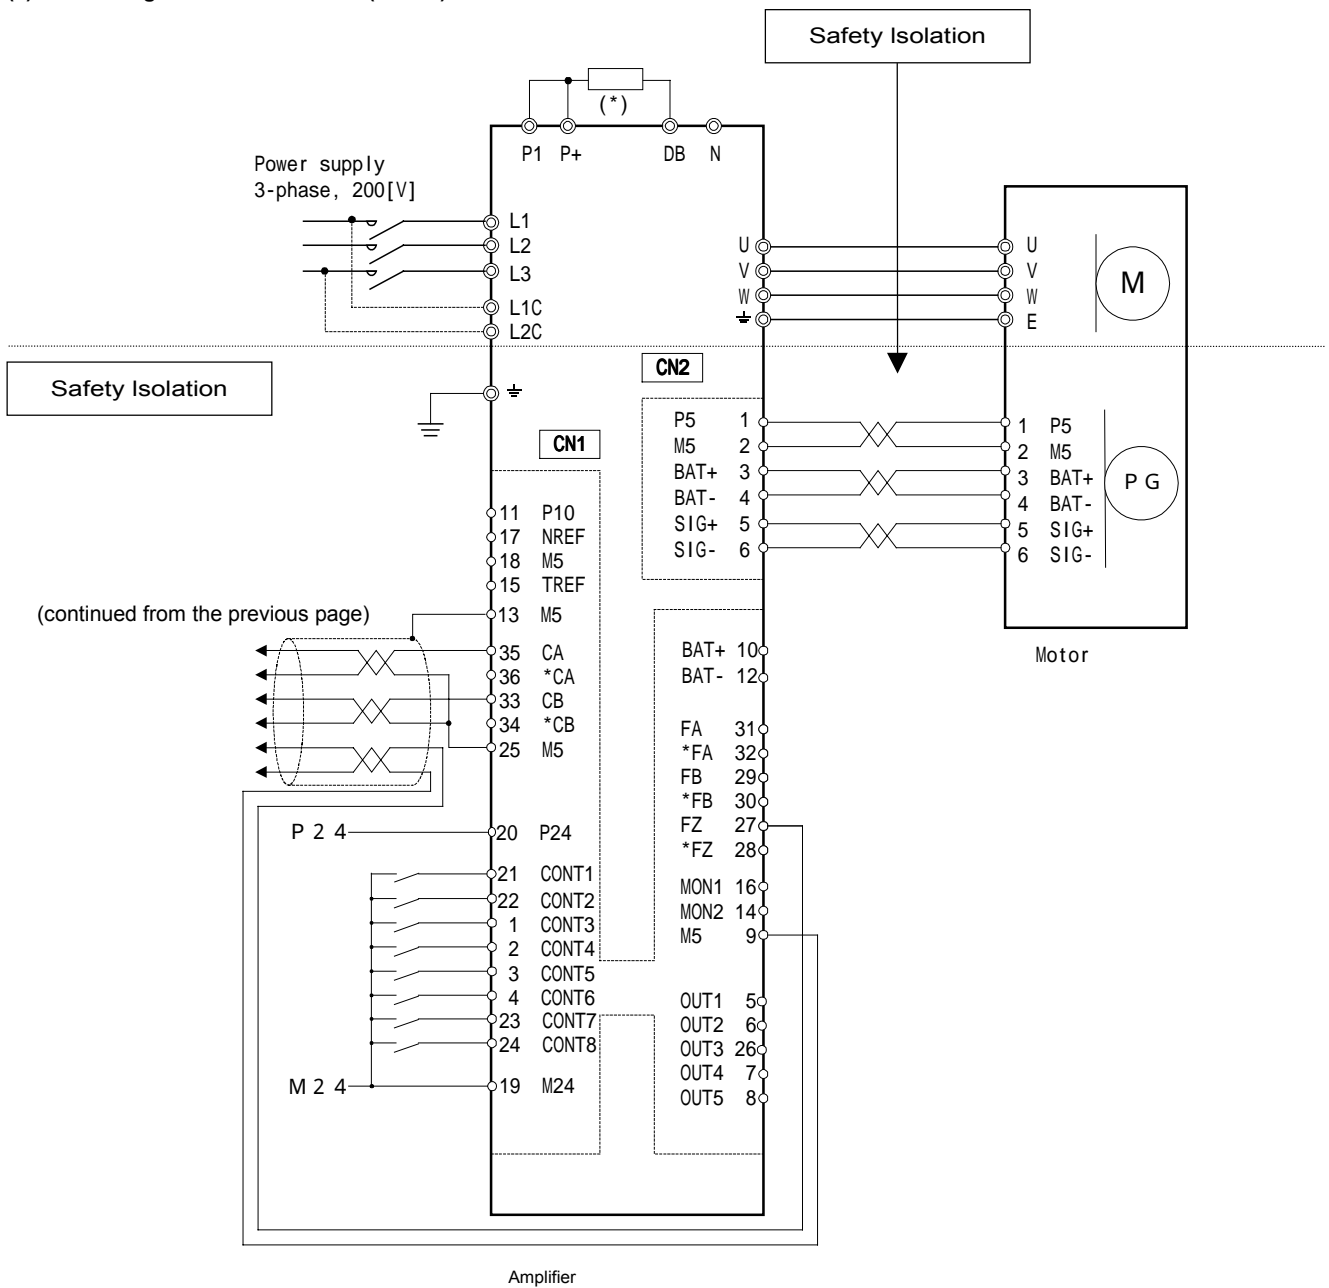 Safety Isolation
(*)
P1 P+ DB N
Power supply
3-phase, 200[V]
L1
L2
L3
L1C
L2C
U
V
W
U
V
W
E
M
Safety Isolation
CN2
P5 1
M5 2
BAT+ 3
BAT- 4
SIG+ 5
SIG- 6
1 P5
2 M5
3 BAT+
4 BAT-
5 SIG+
6 SIG-
P G
Motor
CN1
11 P10
17 NREF
18 M5
15 TREF
(continued from the previous page)
13 M5
35 CA
36 *CA
33 CB
34 *CB
25 M5
P 2 4
20 P24
21 CONT1
22 CONT2
1 CONT3
2 CONT4
3 CONT5
4 CONT6
23 CONT7
24 CONT8
M 2 4
19 M24
BAT+ 10
BAT- 12
FA 31
*FA 32
FB 29
*FB 30
FZ 27
*FZ 28
MON1 16
MON2 14
M5 9
OUT1 5
OUT2 6
OUT3 26
OUT4 7
OUT5 8
Amplifier